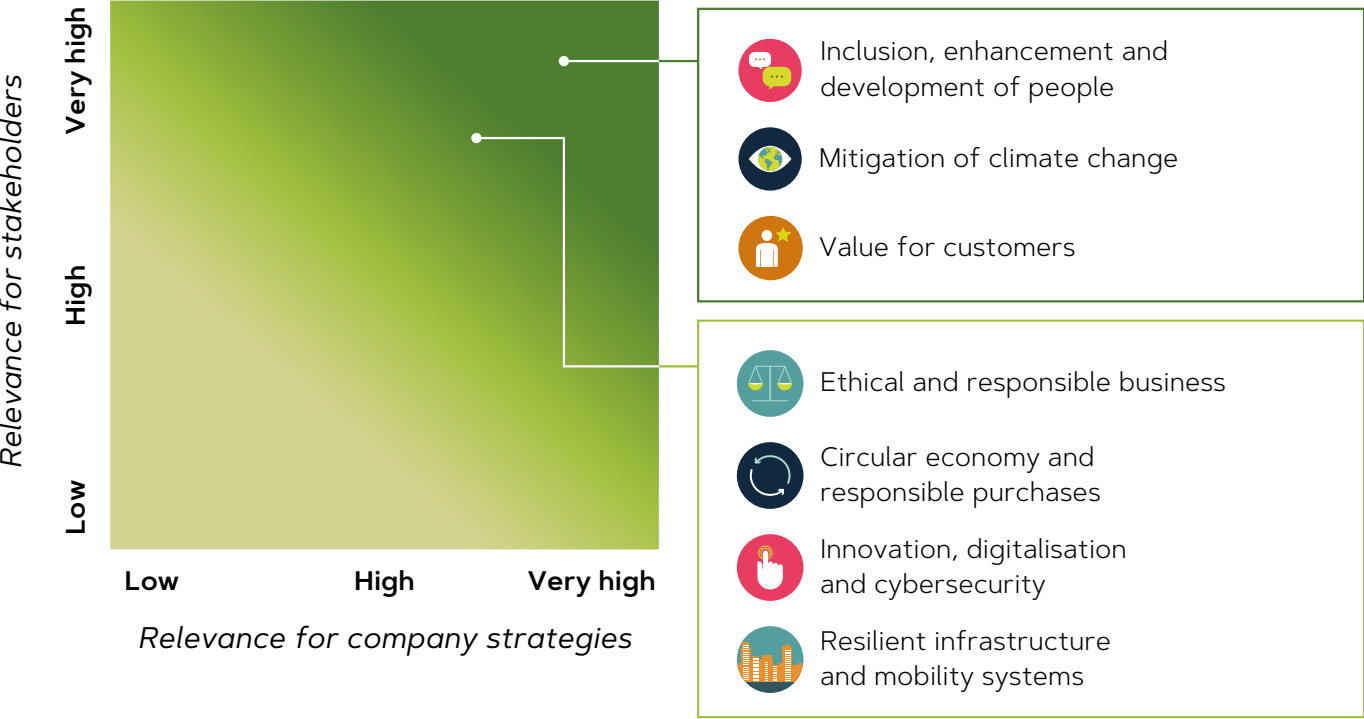 Relevance for stakeholders
Very high
High
Low
Low
High
Very high
Relevance for company strategies
Inclusion, enhancement and
development of people
Mitigation of climate change
Value for customers
Ethical and responsible business
Circular economy and
responsible purchases
Innovation, digitalisation
and cybersecurity
Resilient infrastructure
and mobility systems